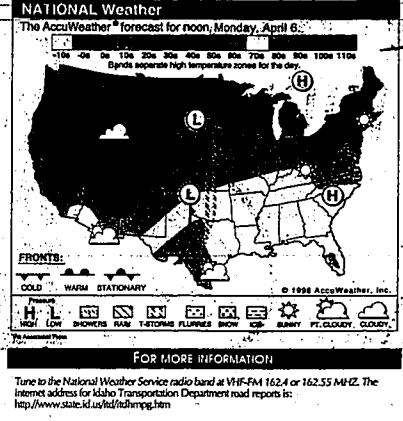 NATIONAL Weather
The AccuWeather® forecast for noon, Monday, April 6.
-10s -0s 0s 10s 20s 30s 40s 50s 60s 70s 80s 90s 100s 110s
Bands separate high temperature zones for the day.
H
L
L
H
FRONTS:
COLD WARM STATIONARY
© 1998 AccuWeather, Inc.
Pressure
H L
HIGH LOW SHOWERS RAIN T-STORMS FLURRIES SNOW ICE SUNNY PT. CLOUDY CLOUDY
Via Associated Press
FOR MORE INFORMATION
Tune to the National Weather Service radio band at VHF-FM 162.4 or 162.55 MHZ. The
Internet address for Idaho Transportation Department road reports is:
http://www.state.id.us/itd/itdhmpg.htm